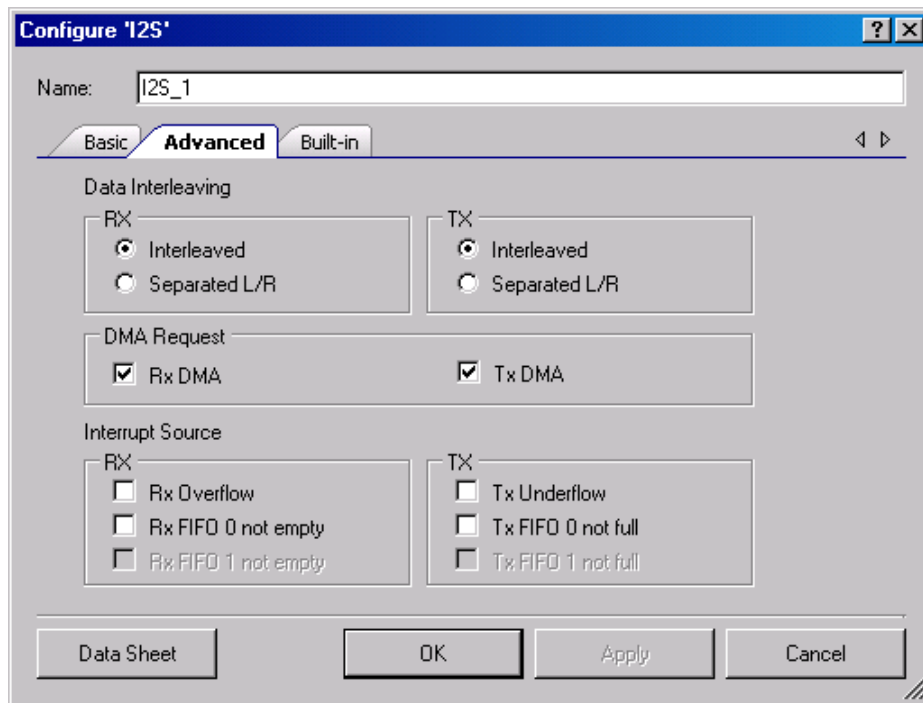 Configure 'I2S'
Name: I2S_1
Basic Advanced Built-in
Data Interleaving
RX TX
Interleaved Interleaved
Separated L/R Separated L/R
DMA Request
Rx DMA Tx DMA
Interrupt Source
RX TX
Rx Overflow Tx Underflow
Rx FIFO 0 not empty Tx FIFO 0 not full
Rx FIFO 1 not empty Tx FIFO 1 not full
Data Sheet OK Apply Cancel